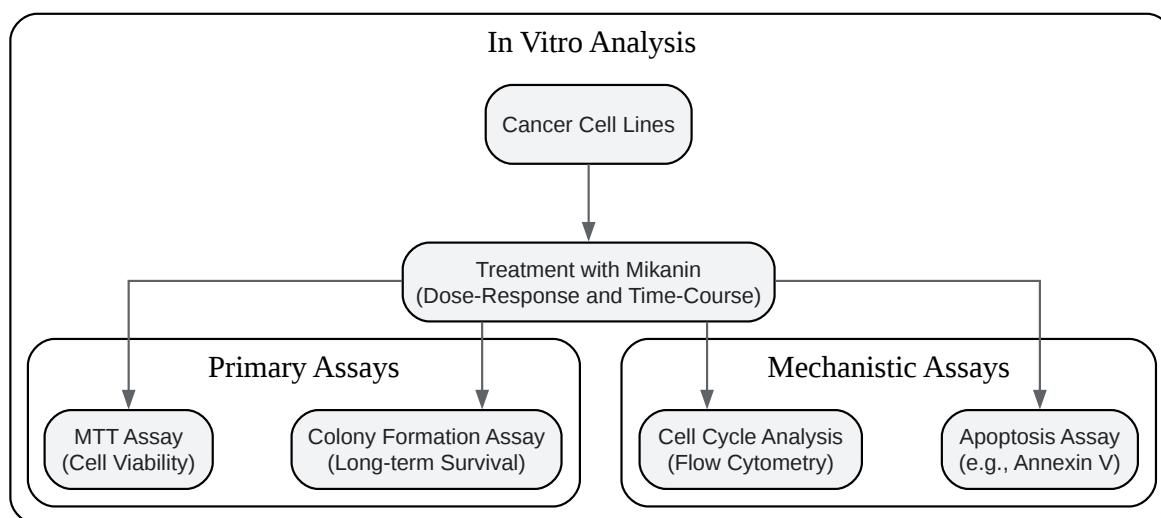 In Vitro Analysis
Cancer Cell Lines
Treatment with Mikanin
(Dose-Response and Time-Course)
Primary Assays
MTT Assay
(Cell Viability)
Colony Formation Assay
(Long-term Survival)
Mechanistic Assays
Cell Cycle Analysis
(Flow Cytometry)
Apoptosis Assay
(e.g., Annexin V)